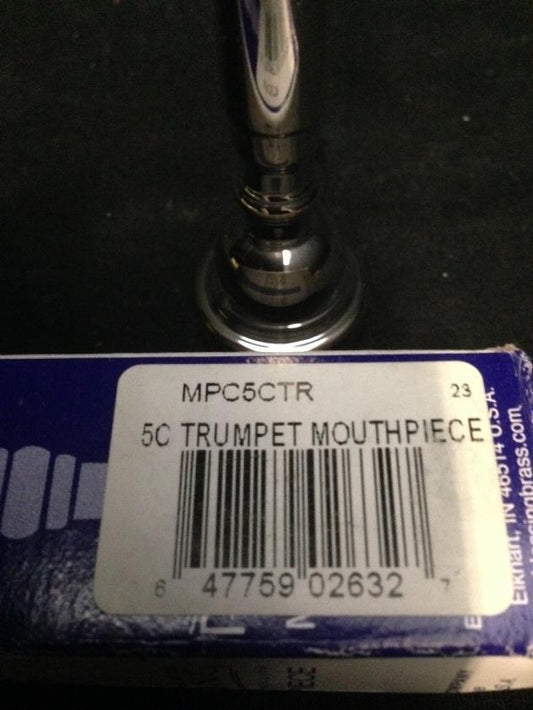 MPC5CTR 23
5C TRUMPET MOUTHPIECE
6 47759 02632 7
Elkhart, IN 46514 U.S.A.